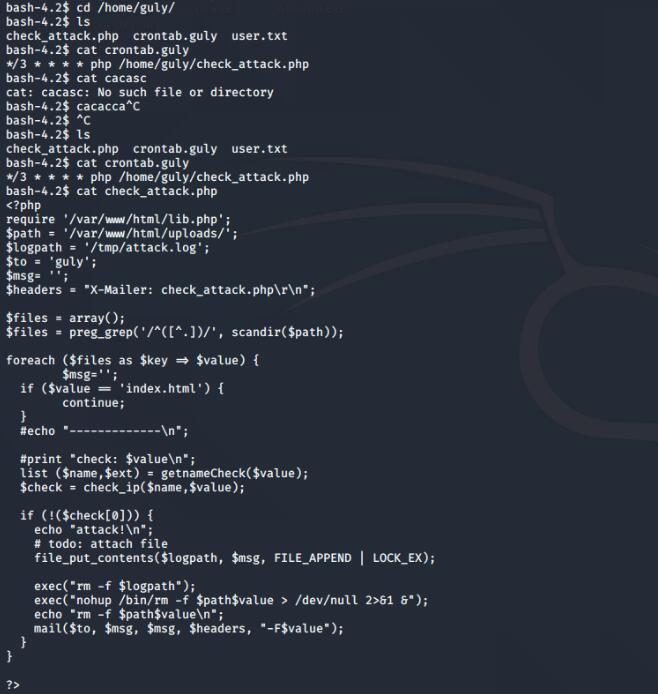 bash-4.2$ cd /home/guly/
bash-4.2$ ls
check_attack.php  crontab.guly  user.txt
bash-4.2$ cat crontab.guly
*/3 * * * * php /home/guly/check_attack.php
bash-4.2$ cat cacasc
cat: cacasc: No such file or directory
bash-4.2$ cacacca^C
bash-4.2$ ^C
bash-4.2$ ls
check_attack.php  crontab.guly  user.txt
bash-4.2$ cat crontab.guly
*/3 * * * * php /home/guly/check_attack.php
bash-4.2$ cat check_attack.php
<?php
require '/var/www/html/lib.php';
$path = '/var/www/html/uploads/';
$logpath = '/tmp/attack.log';
$to = 'guly';
$msg= '';
$headers = "X-Mailer: check_attack.php\r\n";

$files = array();
$files = preg_grep('/^([^.])/', scandir($path));

foreach ($files as $key => $value) {
        $msg='';
  if ($value == 'index.html') {
        continue;
  }
  #echo "-------------\n";

  #print "check: $value\n";
  list ($name,$ext) = getnameCheck($value);
  $check = check_ip($name,$value);

  if (!($check[0])) {
    echo "attack!\n";
    # todo: attach file
    file_put_contents($logpath, $msg, FILE_APPEND | LOCK_EX);

    exec("rm -f $logpath");
    exec("nohup /bin/rm -f $path$value > /dev/null 2>&1 &");
    echo "rm -f $path$value\n";
    mail($to, $msg, $msg, $headers, "-F$value");
  }
}

?>